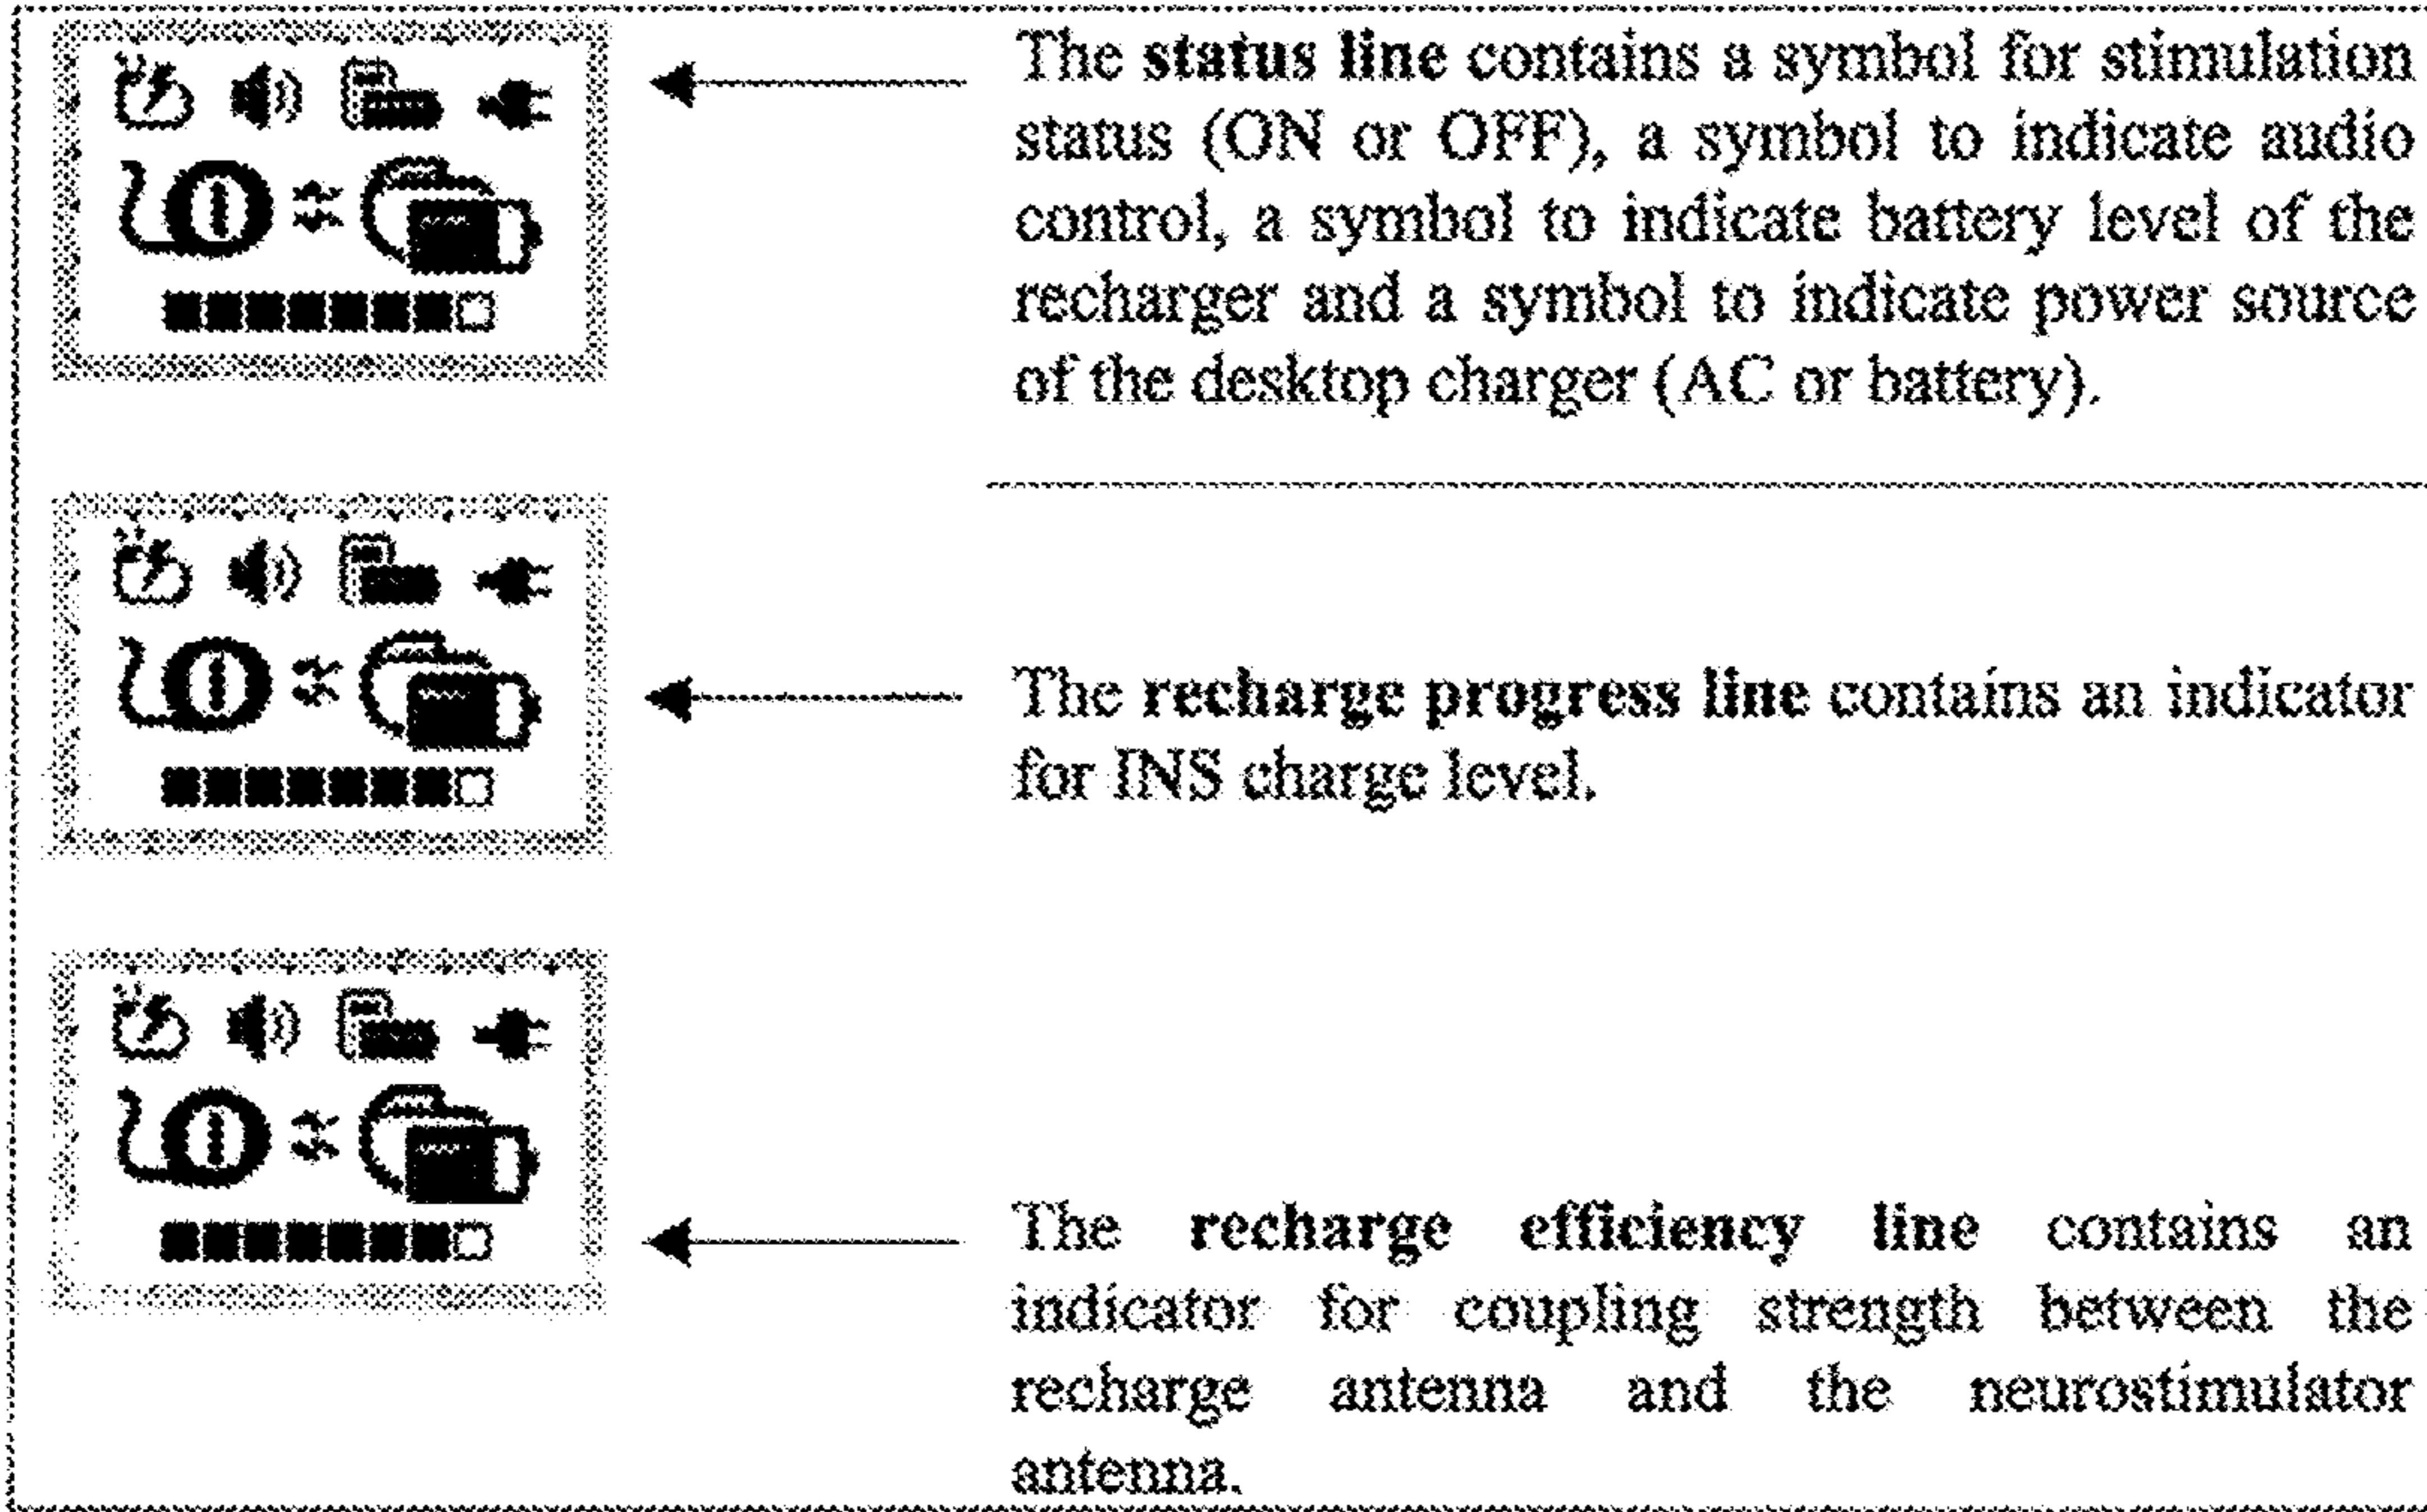 The status line contains a symbol for stimulation
status (ON or OFF), a symbol to indicate audio
control, a symbol to indicate battery level of the
recharger and a symbol to indicate power source
of the desktop charger (AC or battery).
The recharge progress line contains an indicator
for INS charge level.
The recharge efficiency line contains an
indicator for coupling strength between the
recharge antenna and the neurostimulator
antenna.